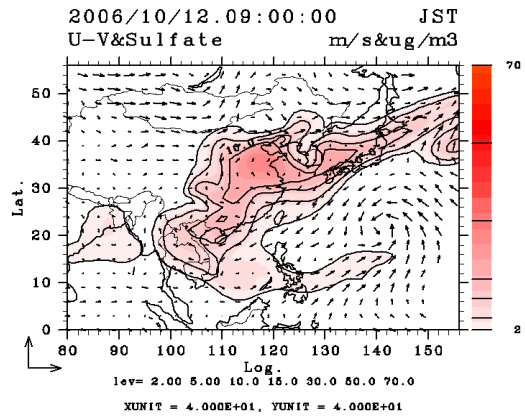 2006/10/12.09:00:00 JST
U-V&Sulfate m/s&ug/m3
70
50
40
30
20
10
0
2
Lat.
80 90 100 110 120 130 140 150
Log.
lev= 2.00 5.00 10.0 15.0 30.0 50.0 70.0
XUNIT = 4.000E+01, YUNIT = 4.000E+01